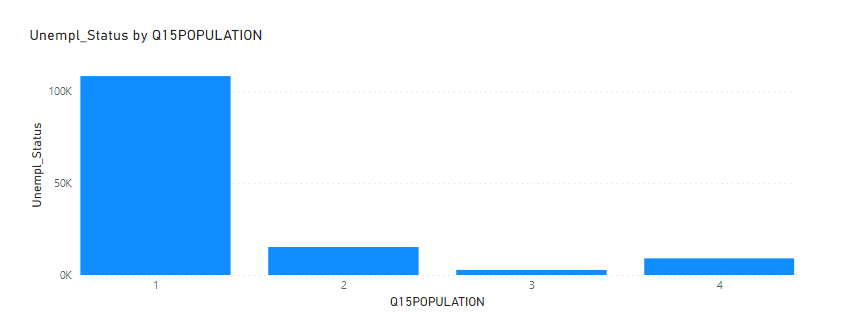 Unempl_Status by Q15POPULATION
100K
50K
0K
Unempl_Status
1 2 3 4
Q15POPULATION